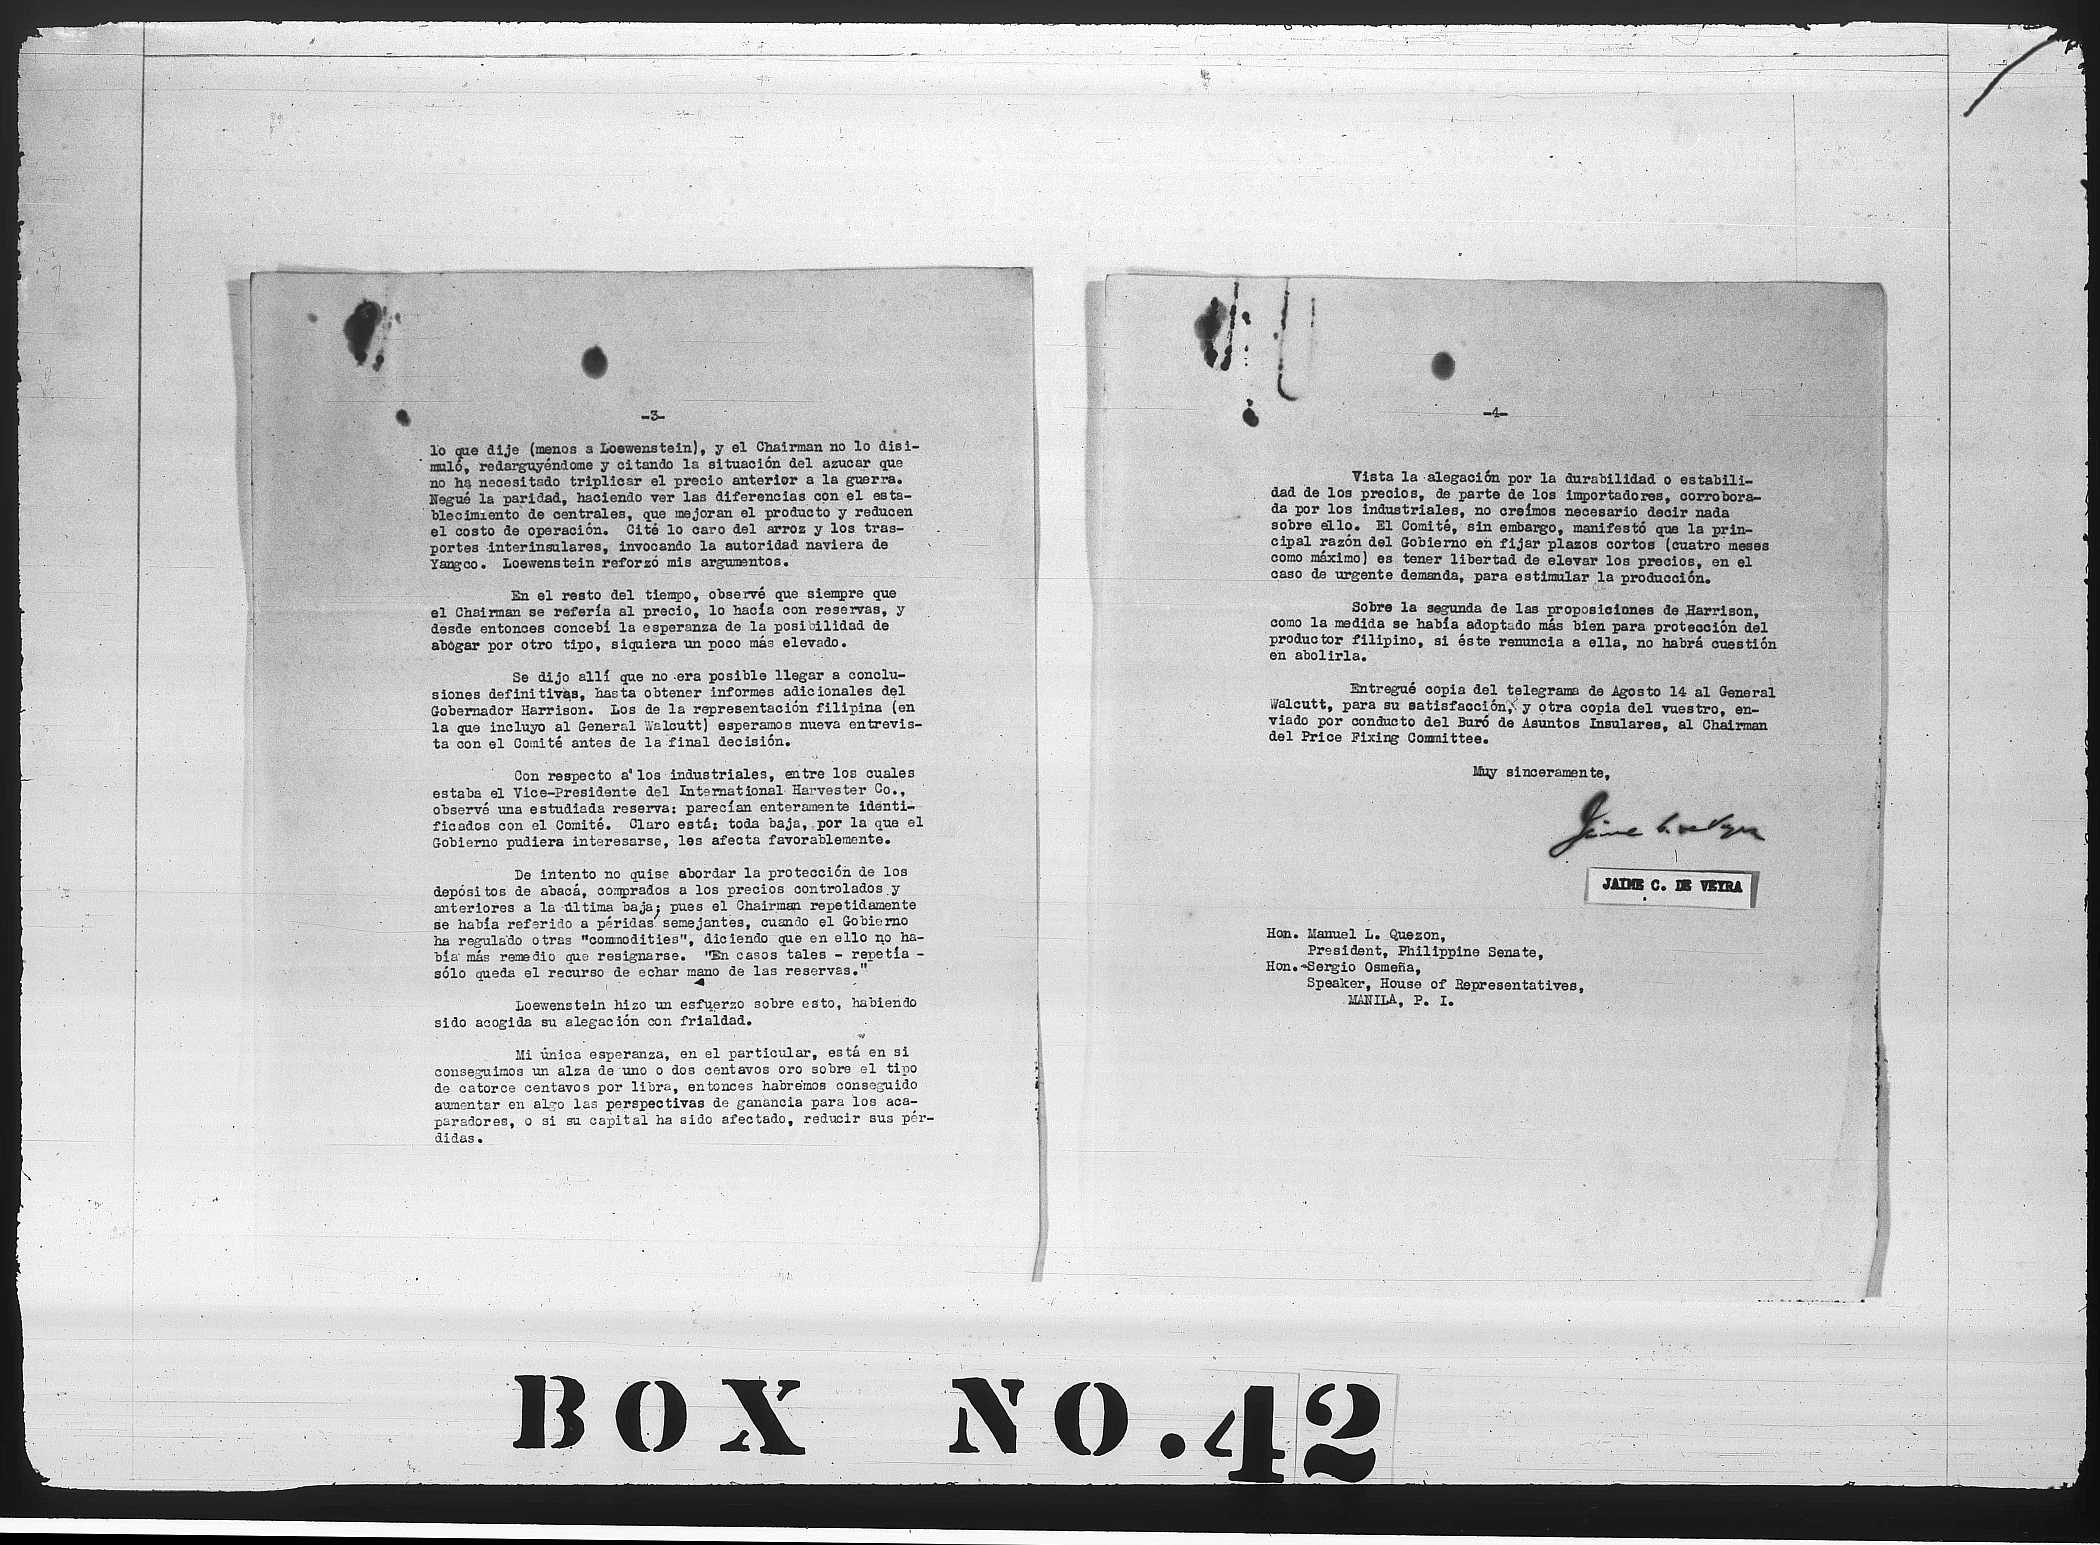 -3-
lo que dije (menos a Loewenstein), y el Chairman no lo disi-
muló, redarguyéndome y citando la situación del azucar que
no ha necesitado triplicar el precio anterior a la guerra.
Negué la paridad, haciendo ver las diferencias con el esta-
blecimiento de centrales, que mejoran el producto y reducen
el costo de operación. Cité lo caro del arroz y los tras-
portes interinsulares, invocando la autoridad naviera de
Yangco. Loewenstein reforzó mis argumentos.
En el resto del tiempo, observé que siempre que
el Chairman se refería al precio, lo hacía con reservas, y
desde entonces concebí la esperanza de la posibilidad de
abogar por otro tipo, siquiera un poco más elevado.
Se dijo allí que no era posible llegar a conclu-
siones definitivas, hasta obtener informes adicionales del
Gobernador Harrison. Los de la representación filipina (en
la que incluyo al General Walcutt) esperamos nueva entrevis-
ta con el Comité antes de la final decisión.
Con respecto a los industriales, entre los cuales
estaba el Vice-Presidente del International Harvester Co.,
observé una estudiada reserva: parecían enteramente identi-
ficados con el Comité. Claro está: toda baja, por la que el
Gobierno pudiera interesarse, les afecta favorablemente.
De intento no quise abordar la protección de los
depósitos de abacá, comprados a los precios controlados y
anteriores a la última baja; pues el Chairman repetidamente
se había referido a péridas semejantes, cuando el Gobierno
ha regulado otras "commodities", diciendo que en ello no ha-
bía más remedio que resignarse. "En casos tales - repetía -
sólo queda el recurso de echar mano de las reservas."
Loewenstein hizo un esfuerzo sobre esto, habiendo
sido acogida su alegación con frialdad.
Mi única esperanza, en el particular, está en si
conseguimos un alza de uno o dos centavos oro sobre el tipo
de catorce centavos por libra, entonces habremos conseguido
aumentar en algo las perspectivas de ganancia para los aca-
paradores, o si su capital ha sido afectado, reducir sus pér-
didas.
-4-
Vista la alegación por la durabilidad o estabili-
dad de los precios, de parte de los importadores, corrobora-
da por los industriales, no creímos necesario decir nada
sobre ello. El Comité, sin embargo, manifestó que la prin-
cipal razón del Gobierno en fijar plazos cortos (cuatro meses
como máximo) es tener libertad de elevar los precios, en el
caso de urgente demanda, para estimular la producción.
Sobre la segunda de las proposiciones de Harrison,
como la medida se había adoptado más bien para protección del
productor filipino, si éste renuncia a ella, no habrá cuestión
en abolirla.
Entregué copia del telegrama de Agosto 14 al General
Walcutt, para su satisfacción, y otra copia del vuestro, en-
viado por conducto del Buró de Asuntos Insulares, al Chairman
del Price Fixing Committee.
Muy sinceramente,
Jaime C. de Veyra
JAIME C. DE VEYRA
Hon. Manuel L. Quezon,
President, Philippine Senate,
Hon. Sergio Osmeña,
Speaker, House of Representatives,
MANILA, P. I.
BOX NO. 42